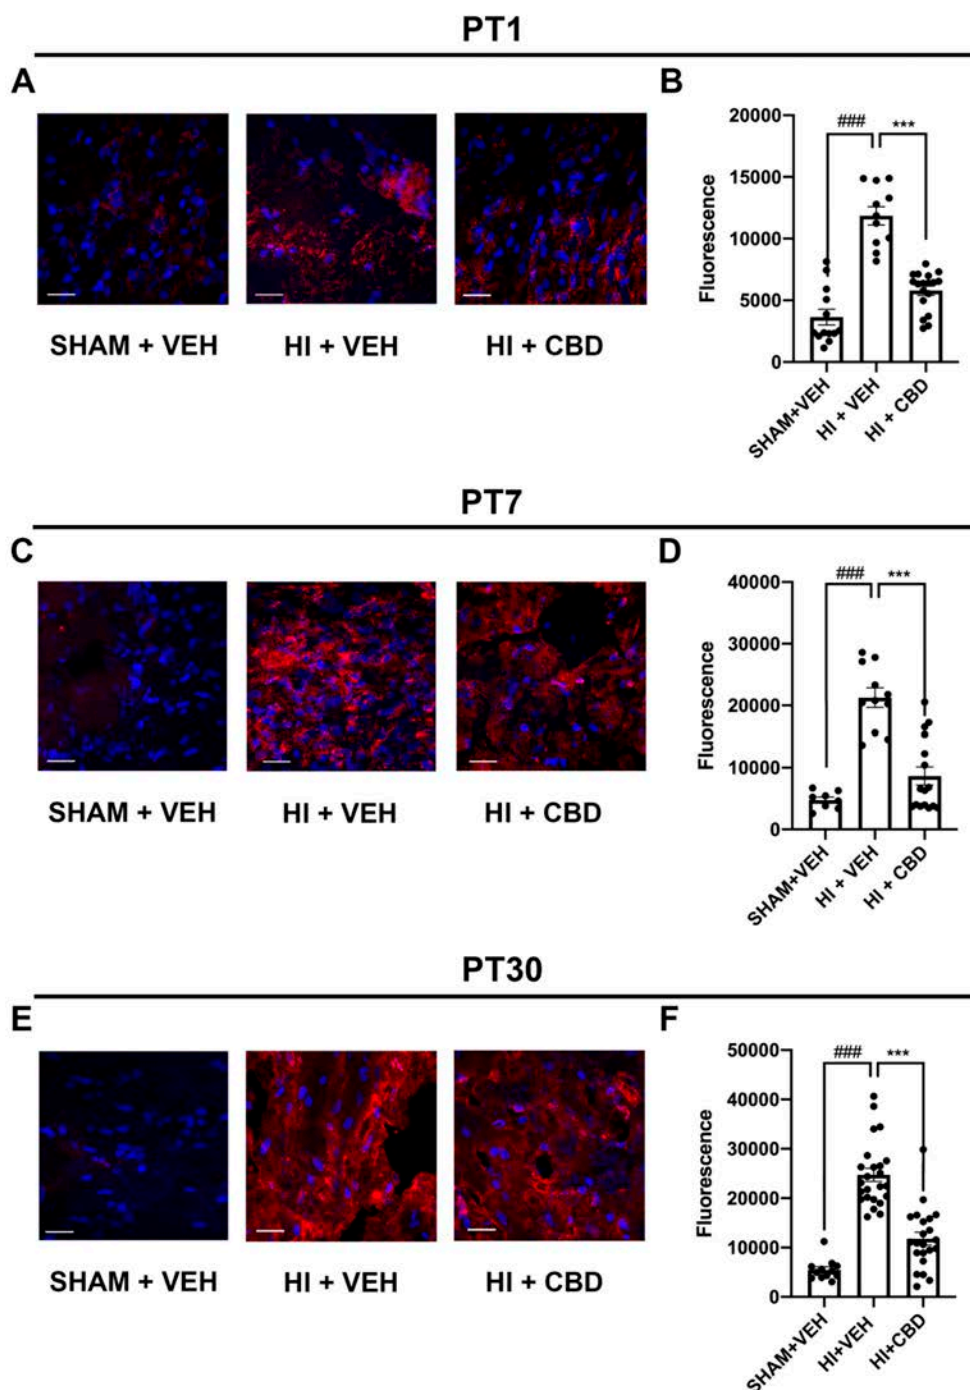 PT1
A
B
SHAM + VEH
HI + VEH
HI + CBD
Fluorescence
20000
15000
10000
5000
0
###
***
SHAM+VEH
HI + VEH
HI + CBD
PT7
C
D
SHAM + VEH
HI + VEH
HI + CBD
Fluorescence
40000
30000
20000
10000
0
###
***
SHAM+VEH
HI + VEH
HI + CBD
PT30
E
F
SHAM + VEH
HI + VEH
HI + CBD
Fluorescence
50000
40000
30000
20000
10000
0
###
***
SHAM+VEH
HI+VEH
HI+CBD